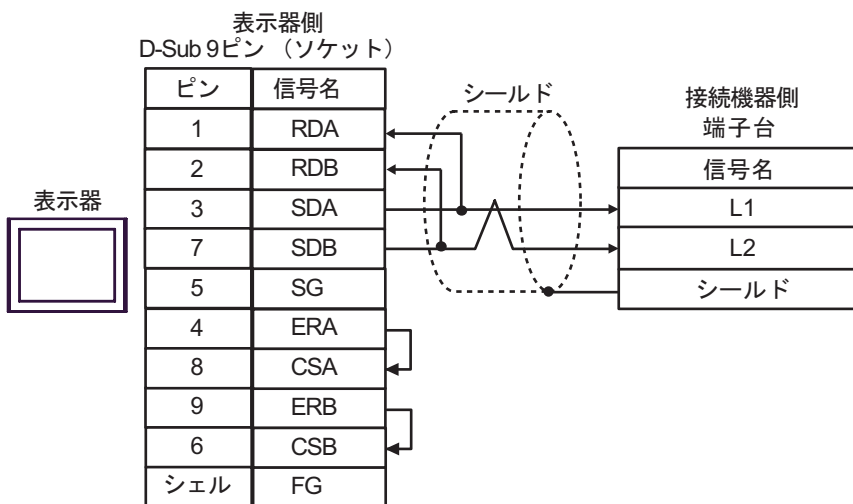 表示器側
D-Sub 9ピン （ソケット）
ピン 信号名
1 RDA
2 RDB
3 SDA
7 SDB
5 SG
4 ERA
8 CSA
9 ERB
6 CSB
シェル FG
表示器
シールド
接続機器側
端子台
信号名
L1
L2
シールド